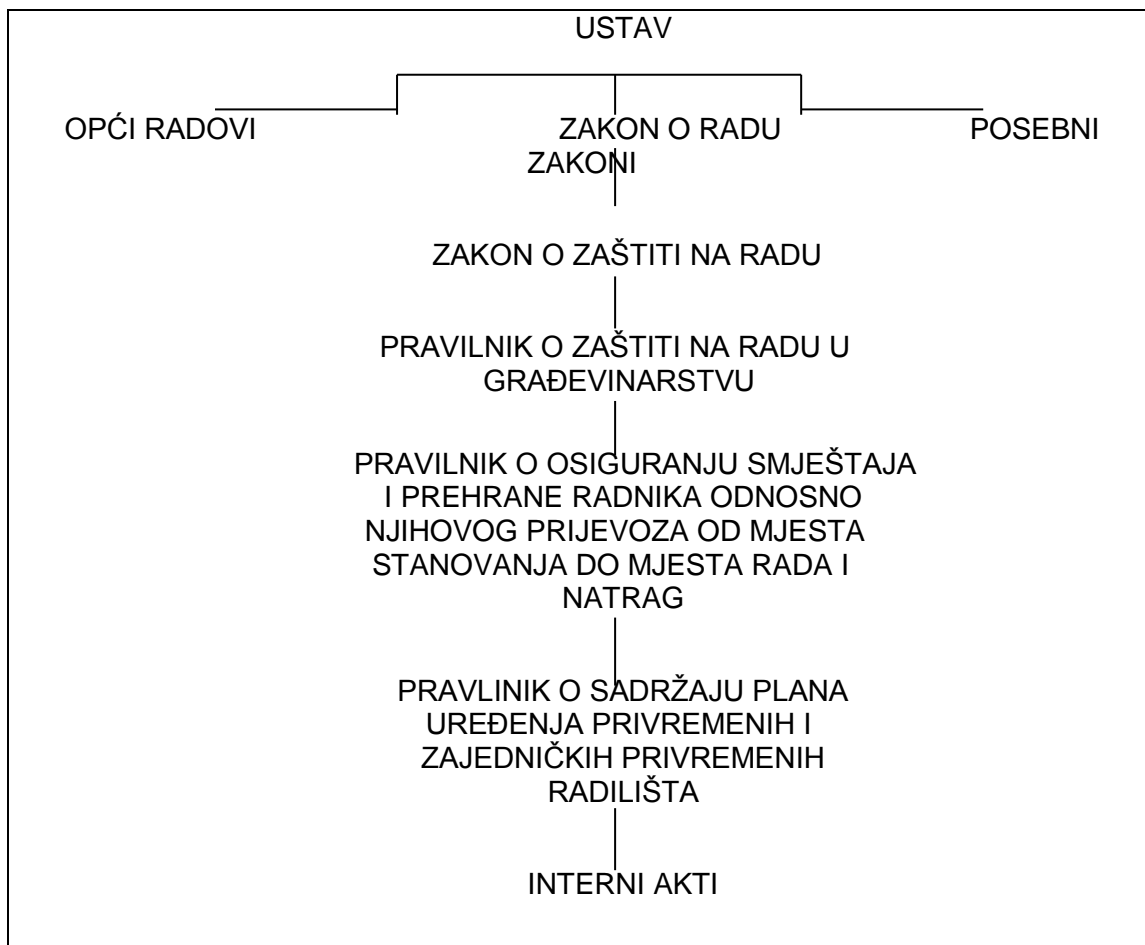 USTAV
OPĆI RADOVI ZAKON O RADU POSEBNI
ZAKONI
ZAKON O ZAŠTITI NA RADU
PRAVILNIK O ZAŠTITI NA RADU U
GRAĐEVINARSTVU
PRAVILNIK O OSIGURANJU SMJEŠTAJA
I PREHRANE RADNIKA ODNOSNO
NJIHOVOG PRIJEVOZA OD MJESTA
STANOVANJA DO MJESTA RADA I
NATRAG
PRAVLINIK O SADRŽAJU PLANA
UREĐENJA PRIVREMENIH I
ZAJEDNIČKIH PRIVREMENIH
RADILIŠTA
INTERNI AKTI